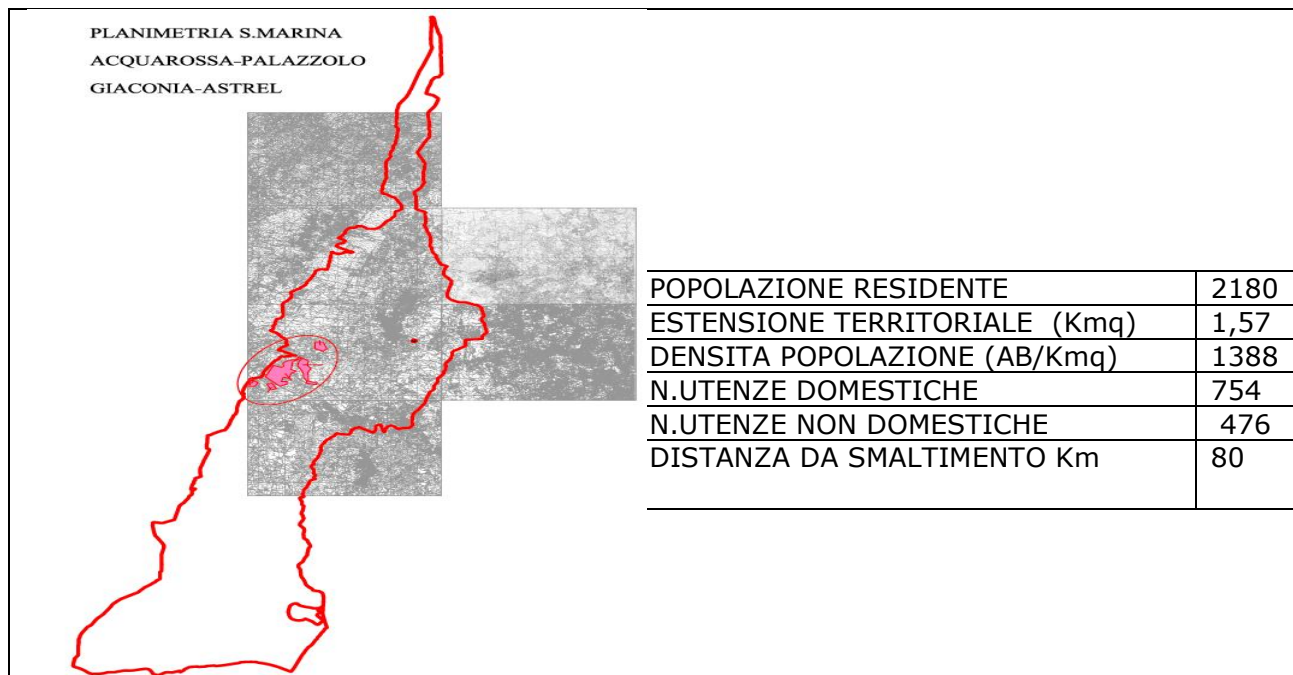 PLANIMETRIA S.MARINA
ACQUAROSSA-PALAZZOLO
GIACONIA-ASTREL
POPOLAZIONE RESIDENTE 2180
ESTENSIONE TERRITORIALE (Kmq) 1,57
DENSITA POPOLAZIONE (AB/Kmq) 1388
N.UTENZE DOMESTICHE 754
N.UTENZE NON DOMESTICHE 476
DISTANZA DA SMALTIMENTO Km 80